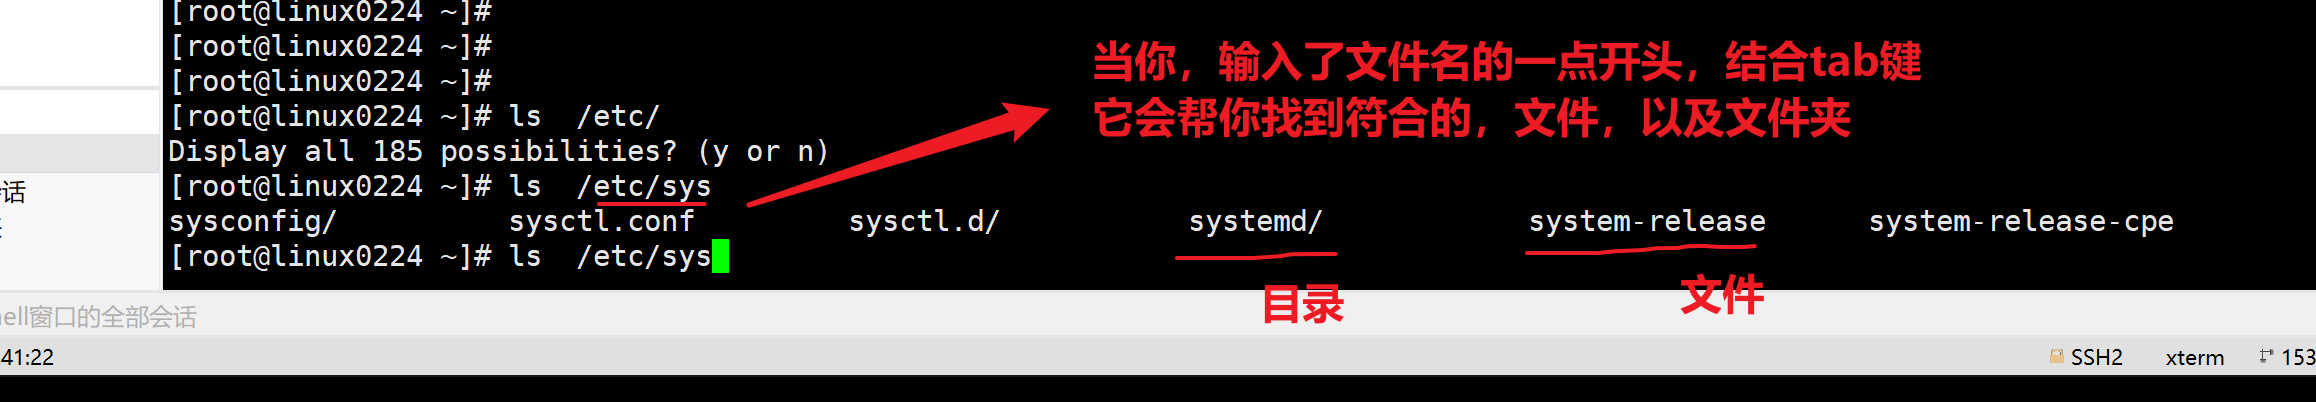 [root@linux0224 ~]#
[root@linux0224 ~]#
[root@linux0224 ~]#
[root@linux0224 ~]# ls  /etc/
Display all 185 possibilities? (y or n)
[root@linux0224 ~]# ls  /etc/sys
sysconfig/ sysctl.conf sysctl.d/ systemd/ system-release system-release-cpe
[root@linux0224 ~]# ls  /etc/sys
当你，输入了文件名的一点开头，结合tab键
它会帮你找到符合的，文件，以及文件夹
目录
文件
话
ell窗口的全部会话
41:22
SSH2 xterm 153